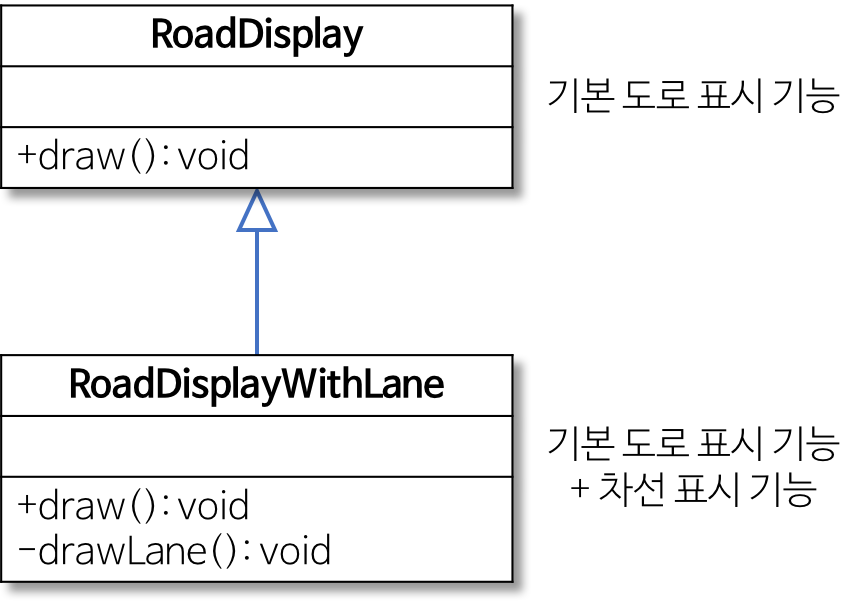 RoadDisplay
기본 도로 표시 기능
+draw():void
RoadDisplayWithLane
기본 도로 표시 기능
+ 차선 표시 기능
+draw():void
-drawLane():void